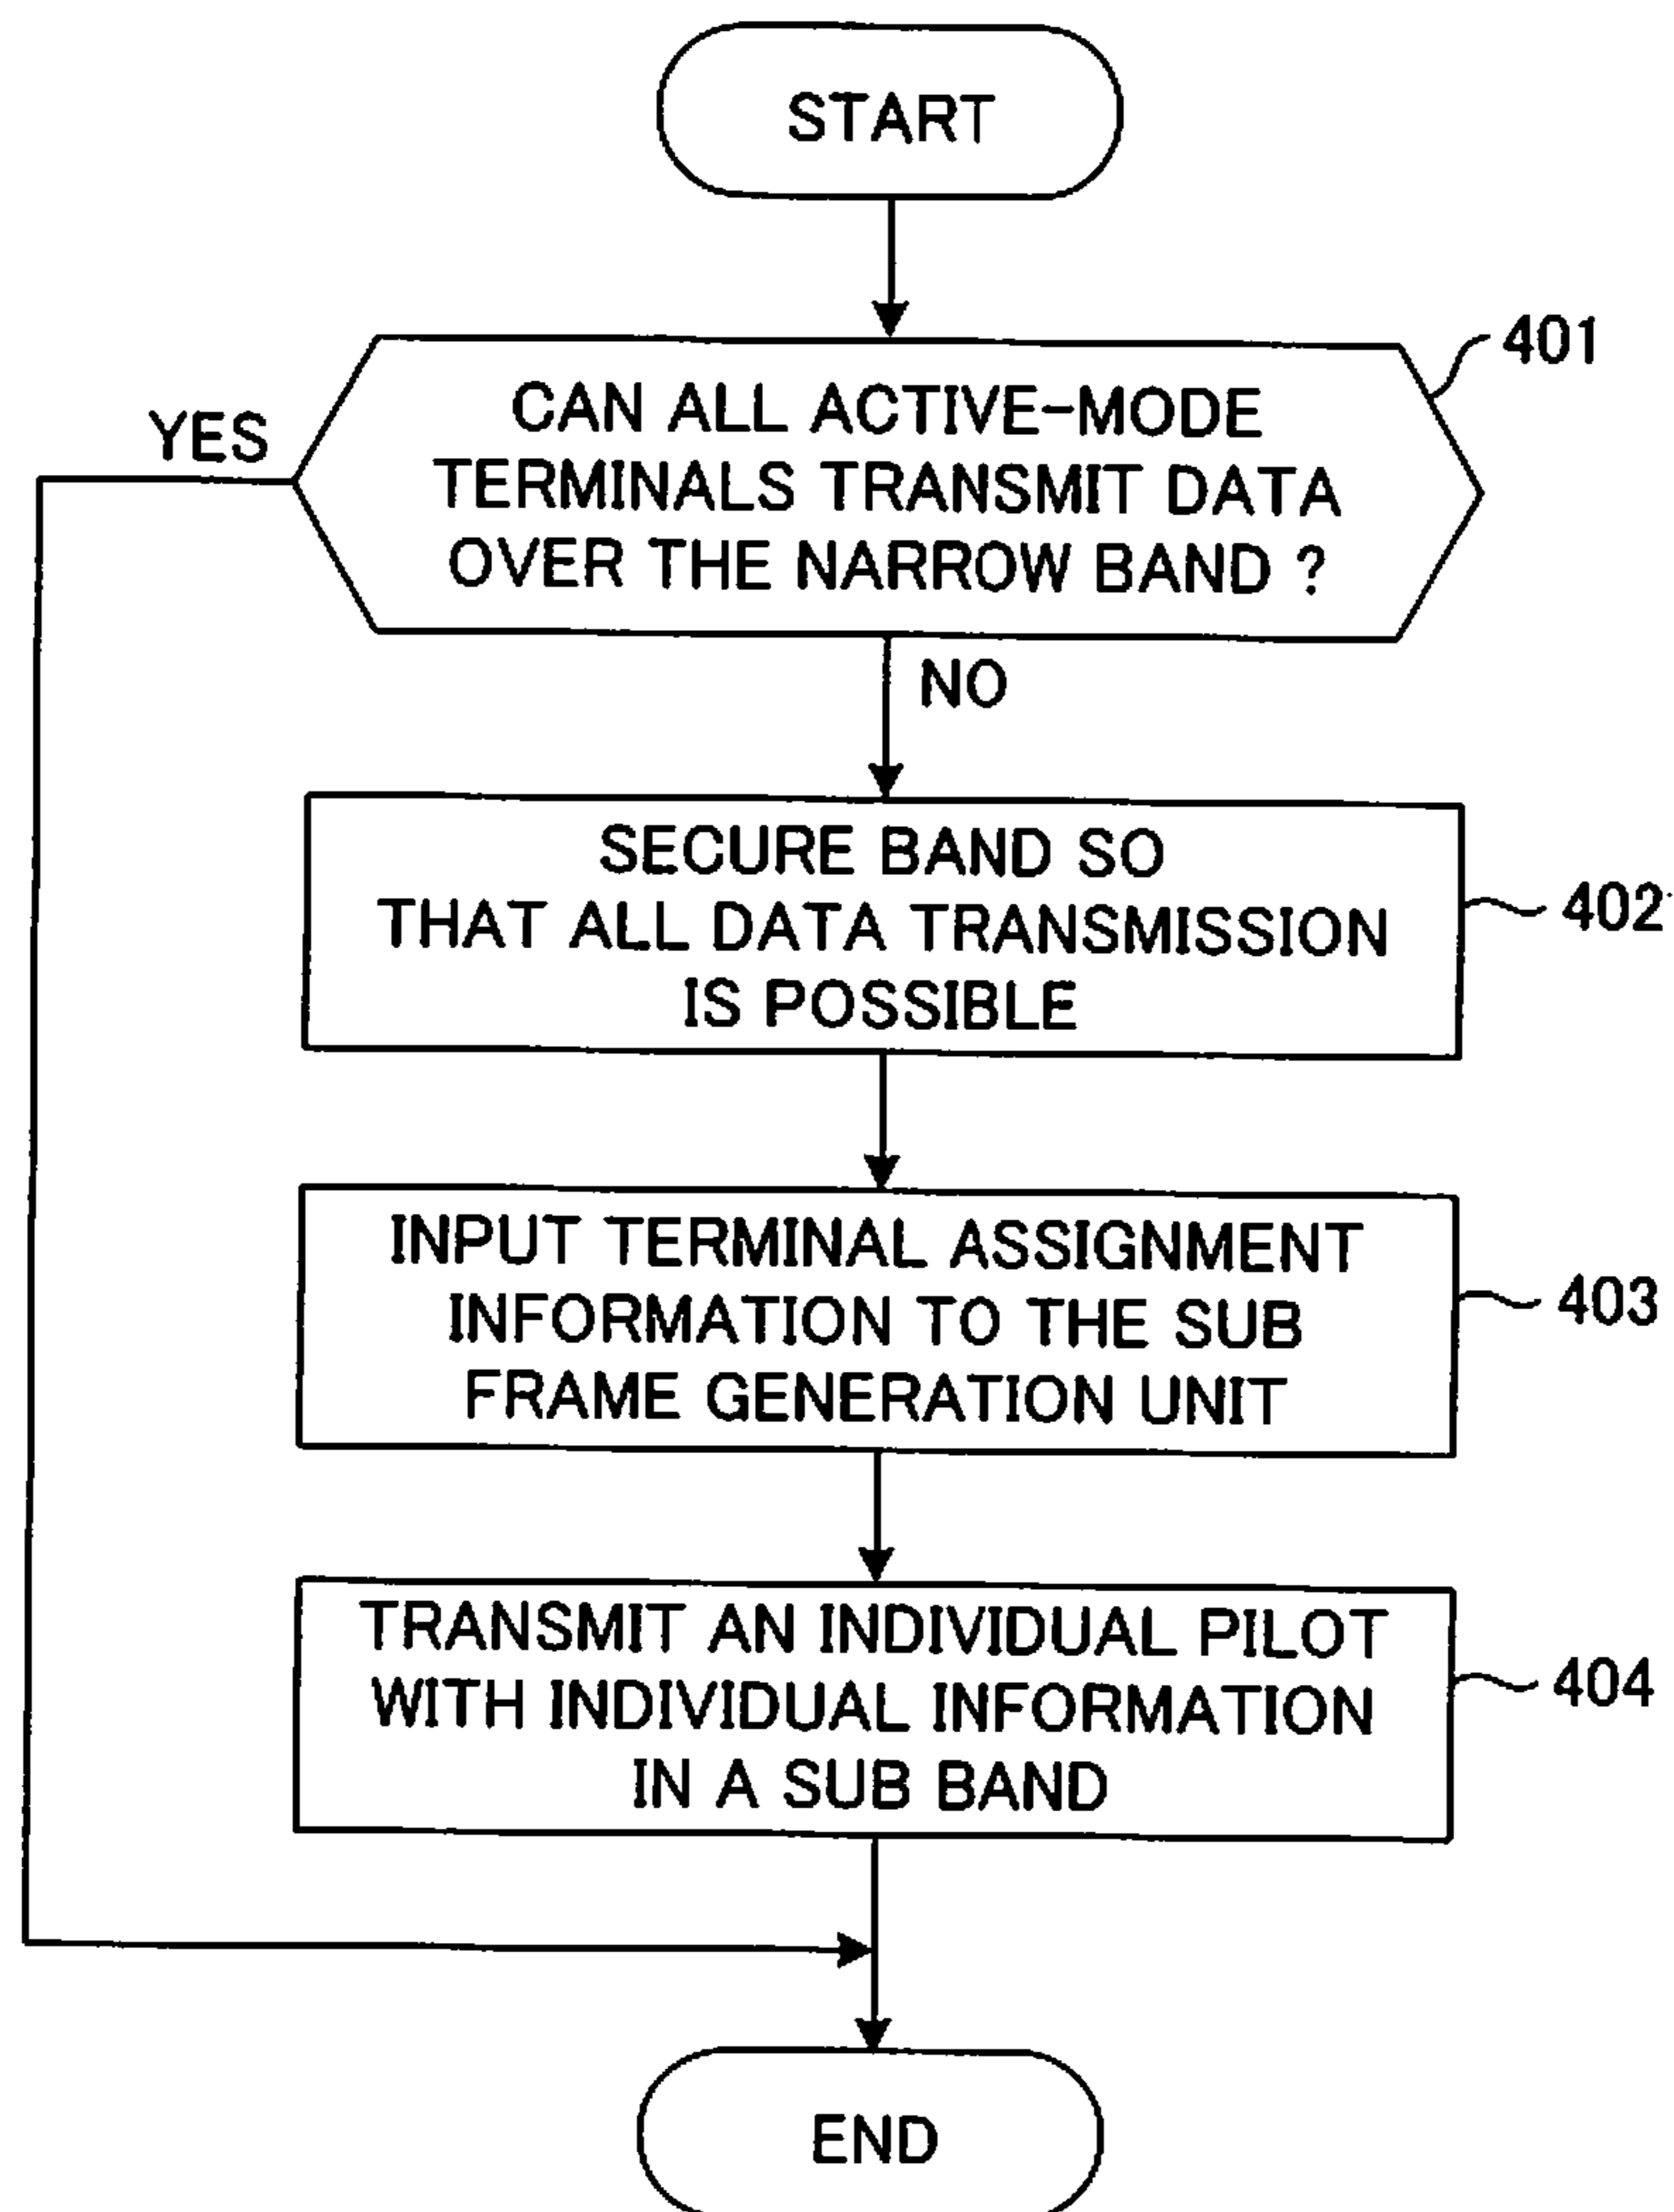 START
401
CAN ALL ACTIVE-MODE
YES
TERMINALS TRANSMIT DATA
OVER THE NARROW BAND ?
NO
SECURE BAND SO
THAT ALL DATA TRANSMISSION
402
IS POSSIBLE
INPUT TERMINAL ASSIGNMENT
INFORMATION TO THE SUB
403
FRAME GENERATION UNIT
TRANSMIT AN INDIVIDUAL PILOT
WITH INDIVIDUAL INFORMATION
404
IN A SUB BAND
END